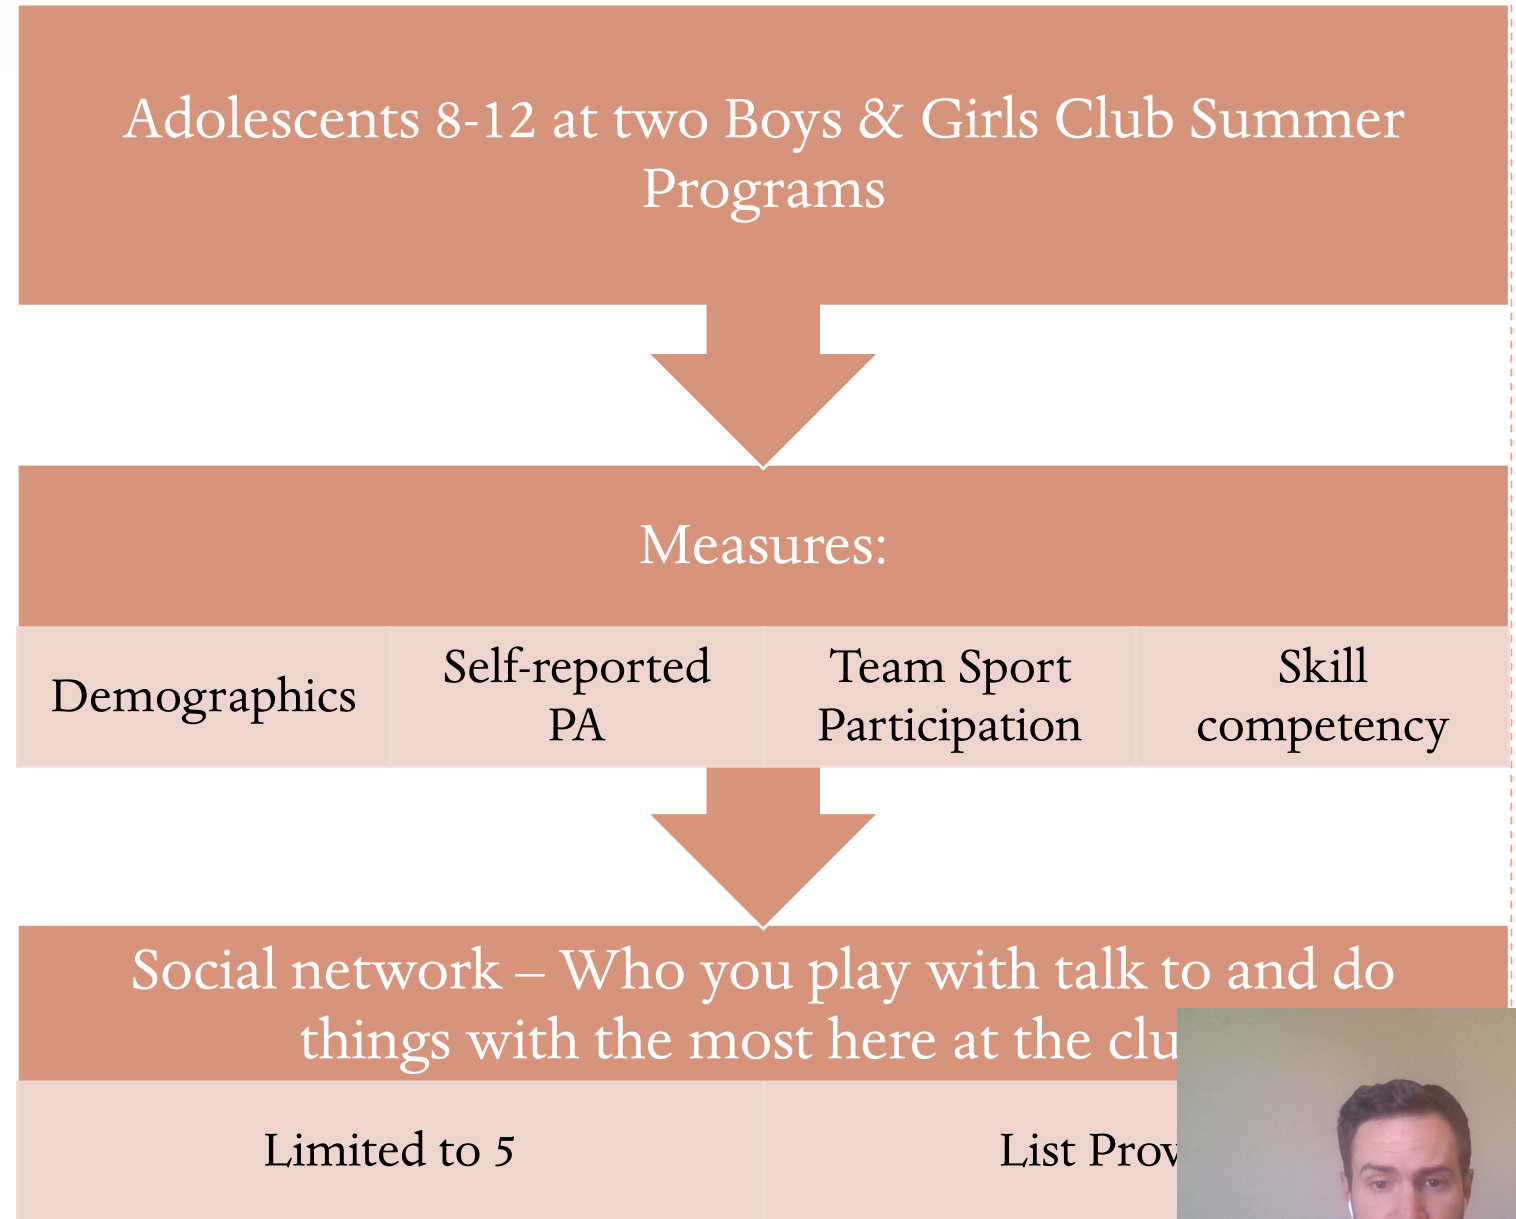 Adolescents 8-12 at two Boys & Girls Club Summer
Programs
Measures:
Demographics
Self-reported
PA
Team Sport
Participation
Skill
competency
Social network – Who you play with talk to and do
things with the most here at the
Limited to 5
List